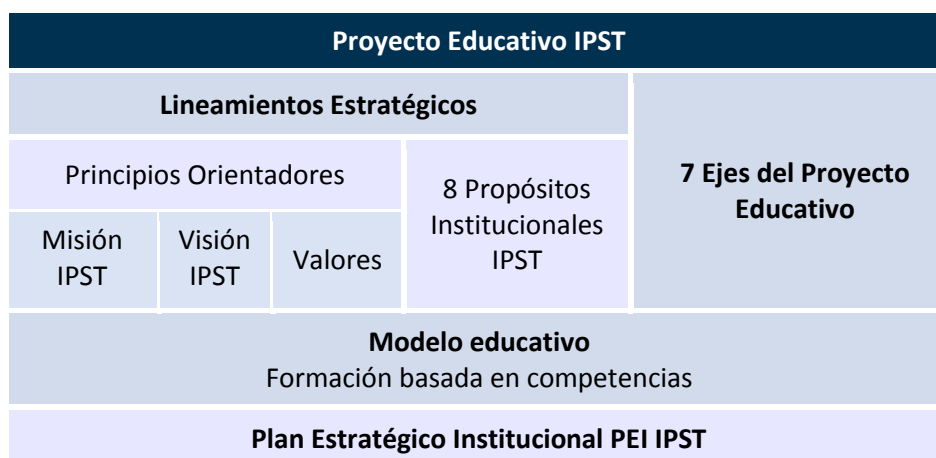 Proyecto Educativo IPST
Lineamientos Estratégicos
Principios Orientadores
Misión
IPST
Visión
IPST
Valores
8 Propósitos
Institucionales
IPST
7 Ejes del Proyecto
Educativo
Modelo educativo
Formación basada en competencias
Plan Estratégico Institucional PEI IPST